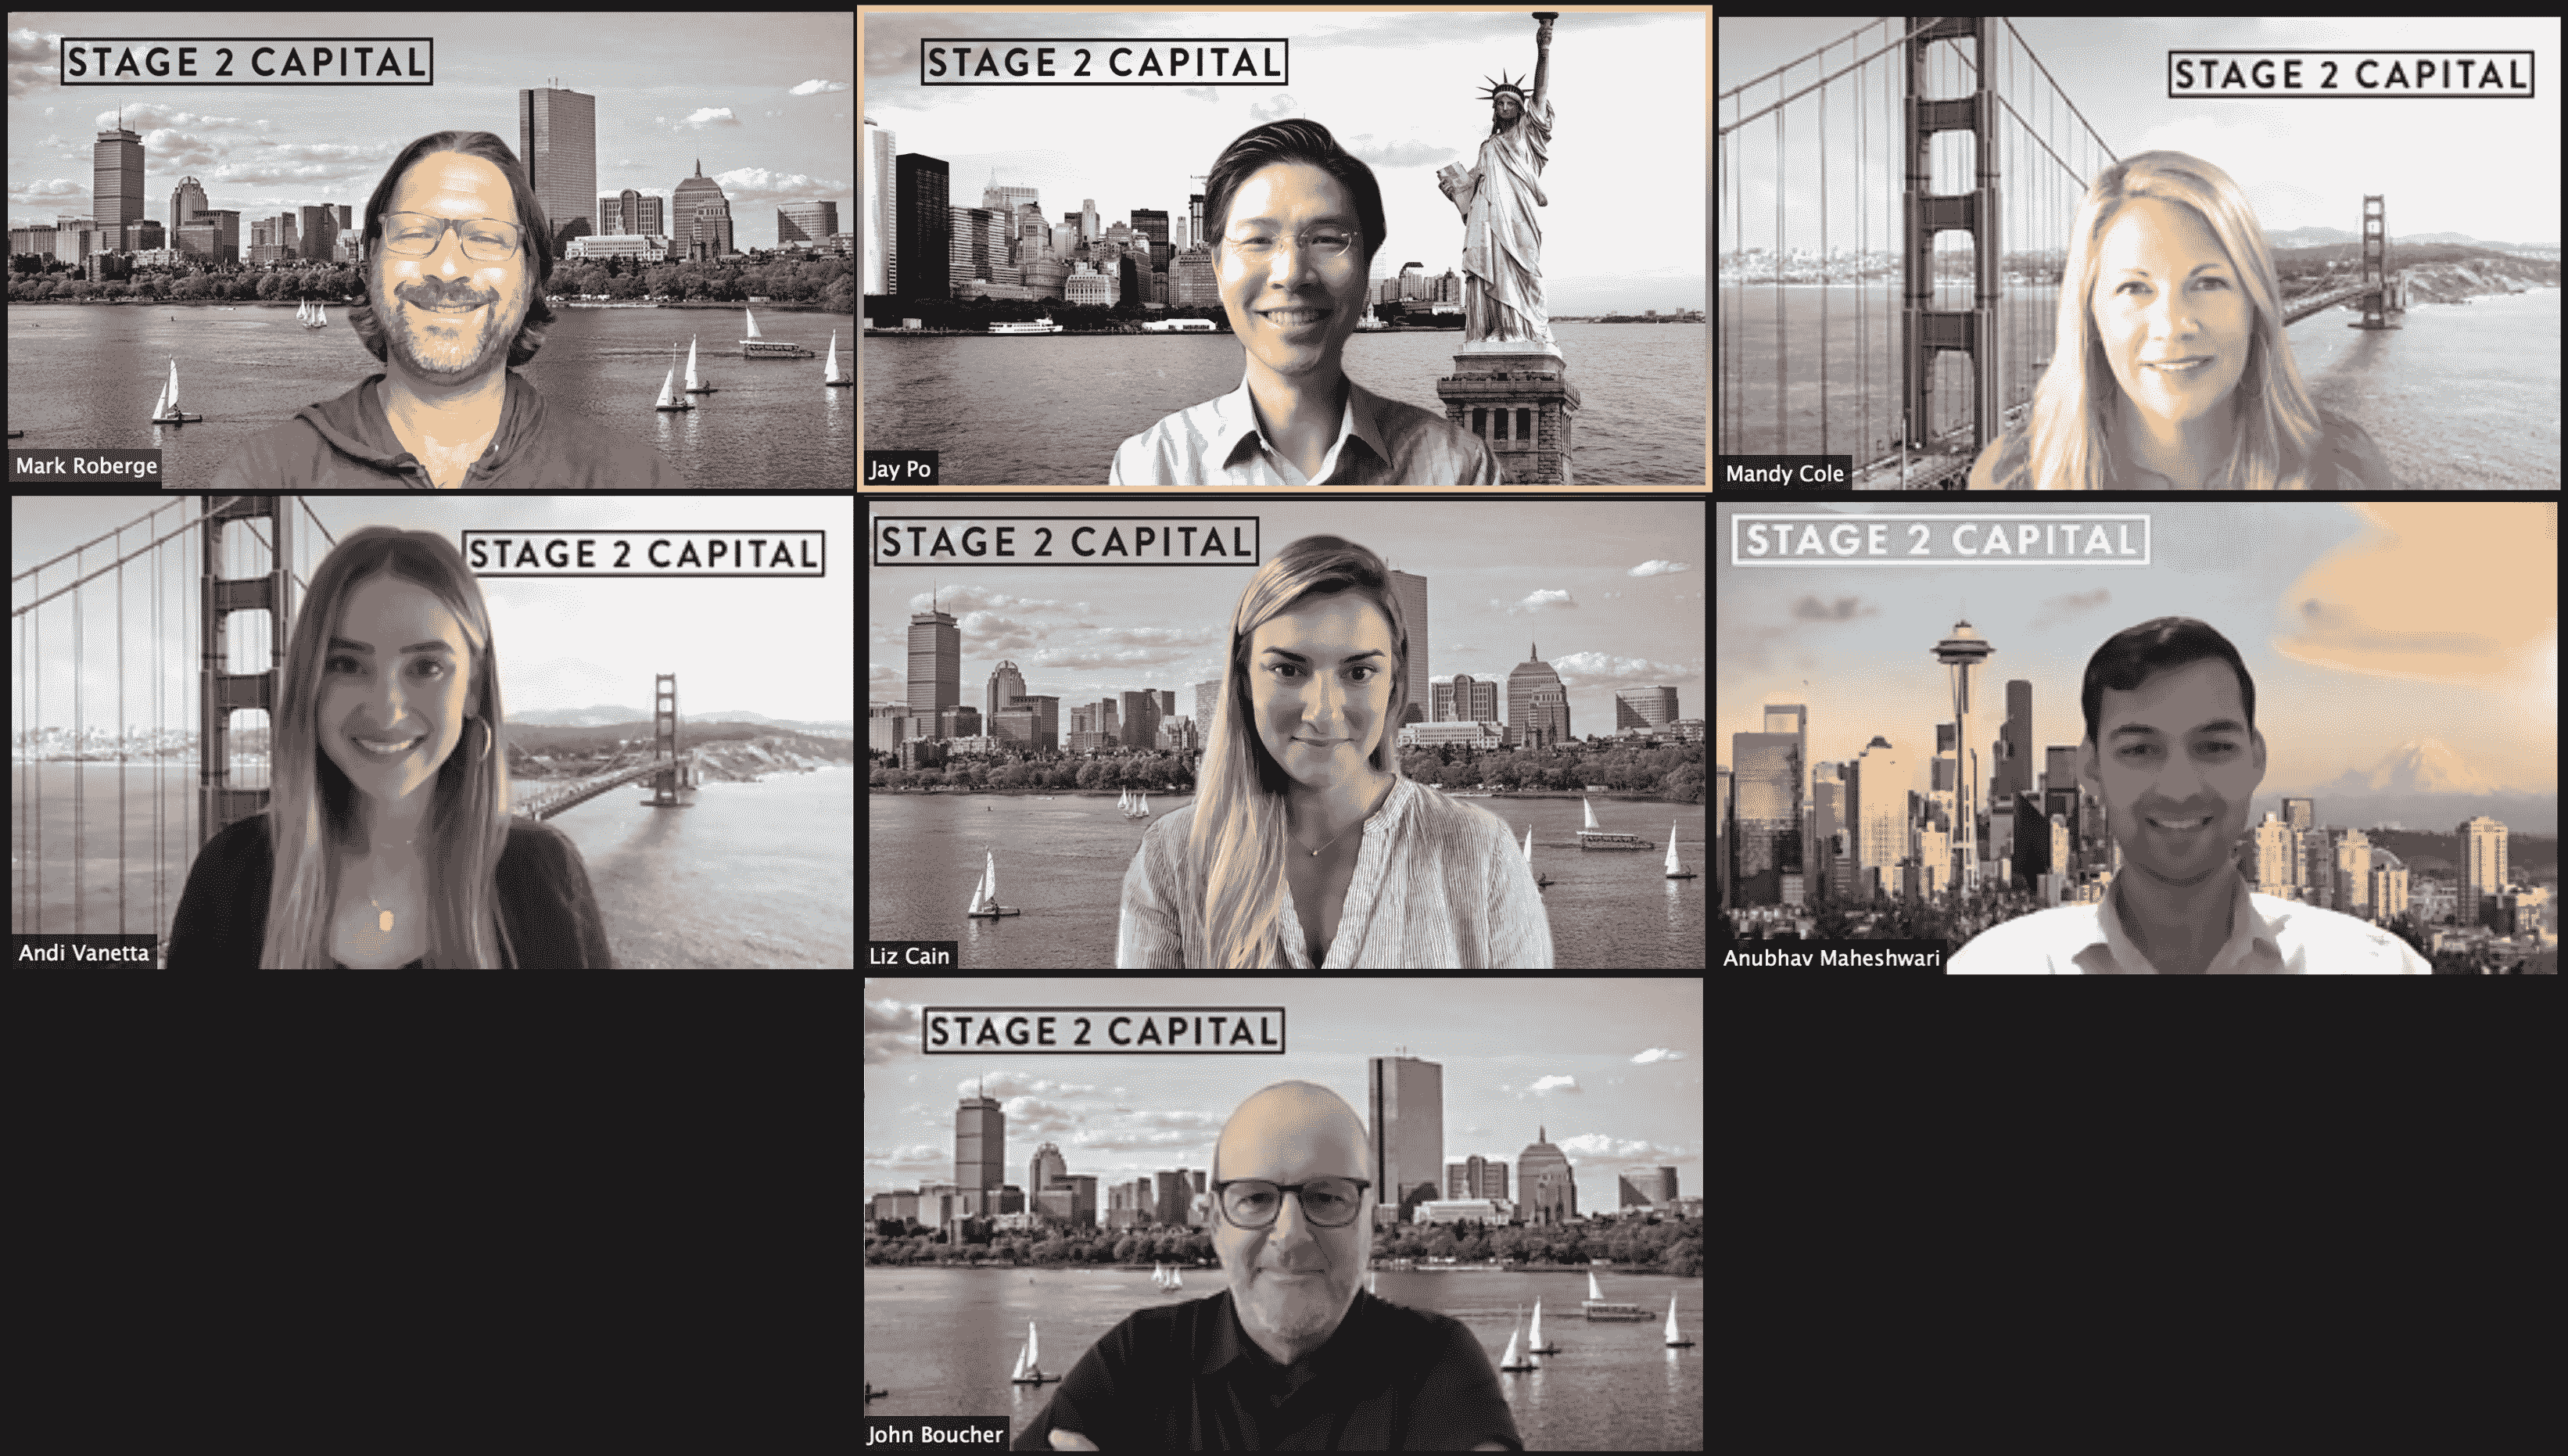 STAGE 2 CAPITAL
STAGE 2 CAPITAL
STAGE 2 CAPITAL
Mark Roberge
Jay Po
Mandy Cole
STAGE 2 CAPITAL
STAGE 2 CAPITAL
STAGE 2 CAPITAL
Andi Vanetta
Liz Cain
Anubhav Maheshwari
STAGE 2 CAPITAL
John Boucher